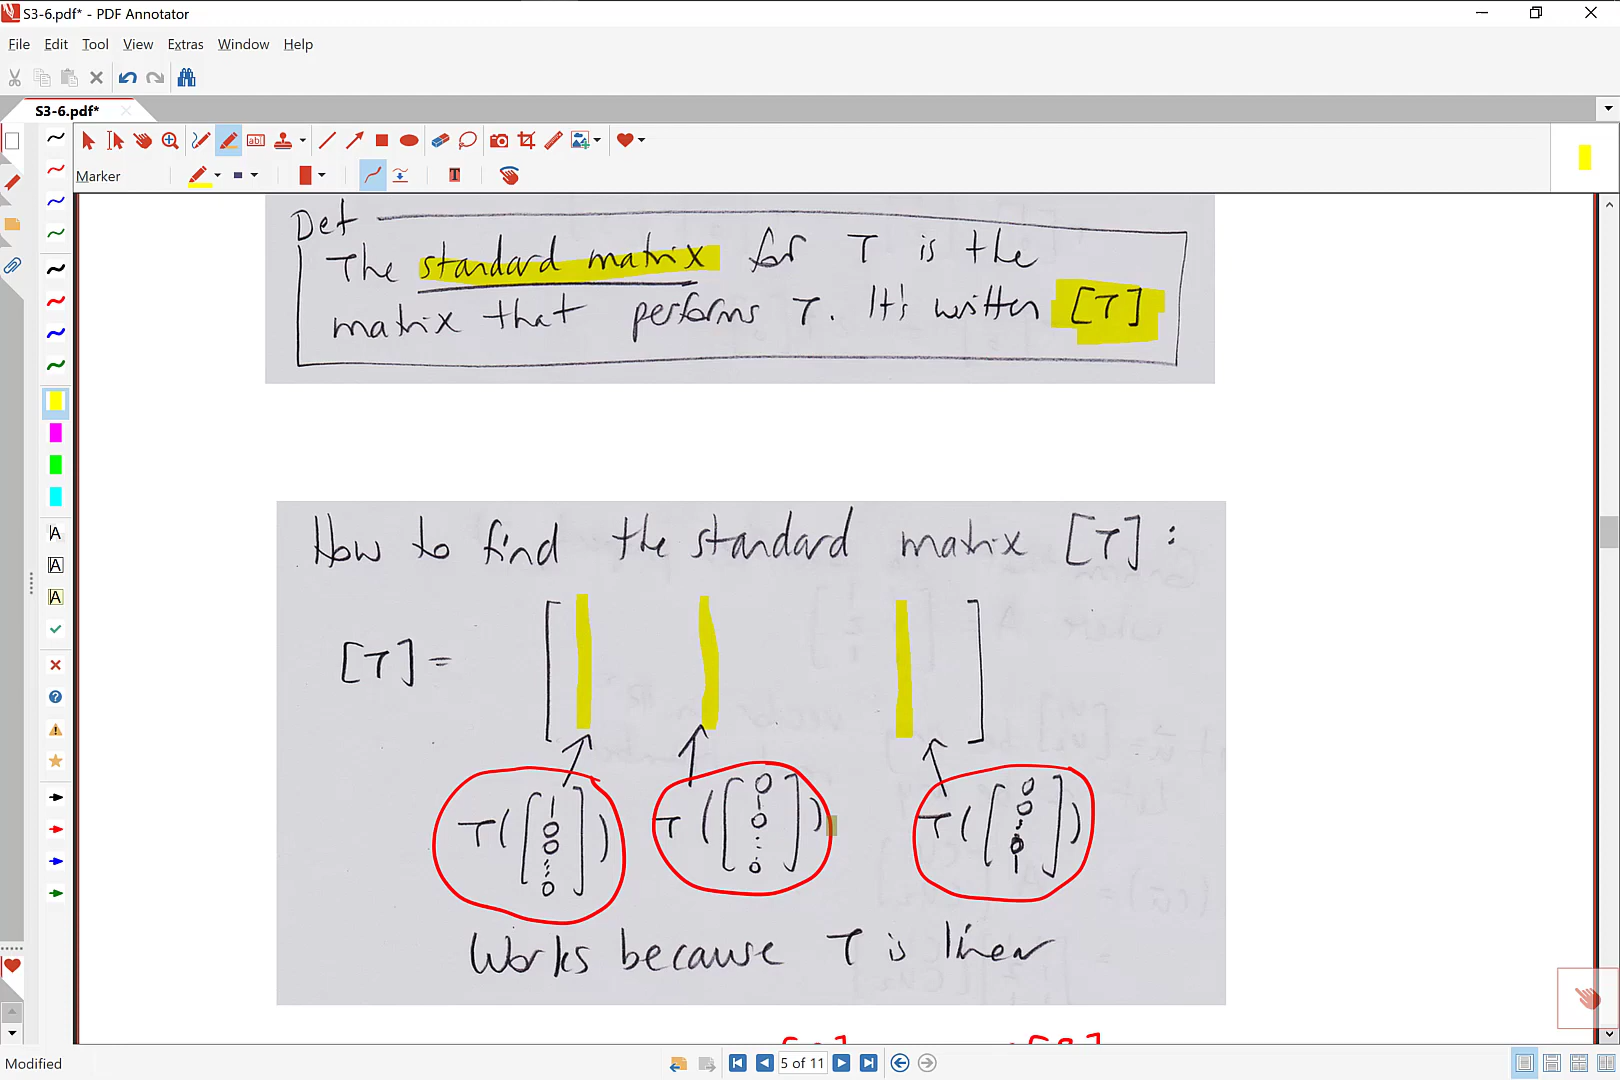 S3-6.pdf* - PDF Annotator
File Edit Tool View Extras Window Help
S3-6.pdf*
Marker
Def
The standard matrix for T is the
matrix that performs T. It's written [T]
How to find the standard matrix [T] :
[T] = [ ]
T([1 0 0 ⋮ 0]) T([0 1 0 ⋮ 0]) T([0 0 ⋮ 0 1])
Works because T is linear
Modified
5 of 11